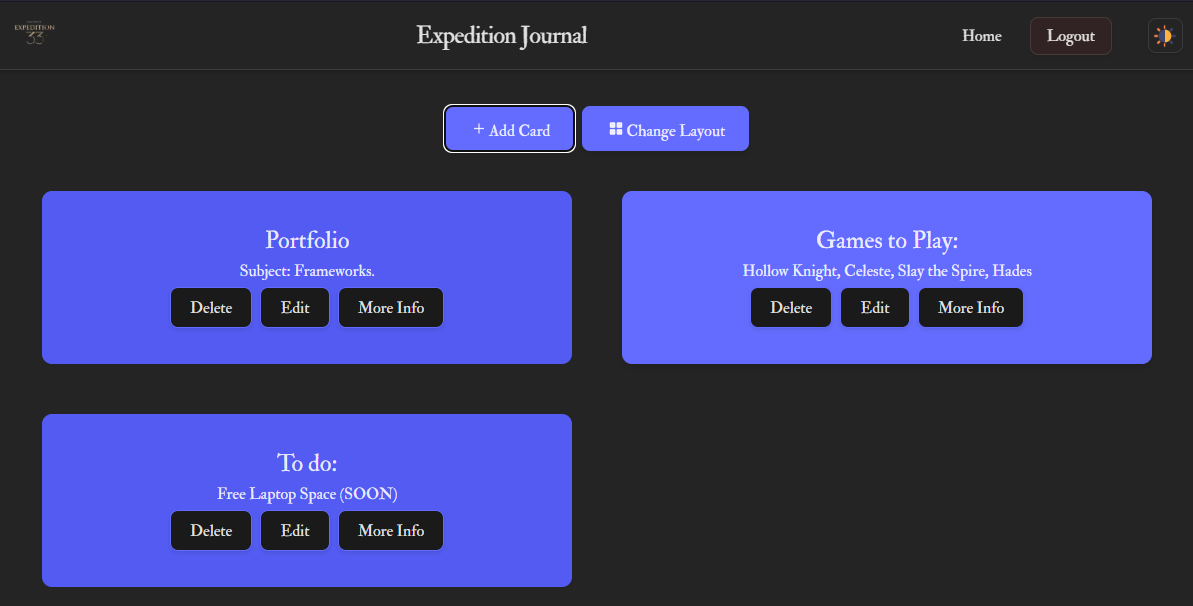 EXPEDITION
33
Expedition Journal
Home
Logout
+ Add Card
Change Layout
Portfolio
Subject: Frameworks.
Delete
Edit
More Info
Games to Play:
Hollow Knight, Celeste, Slay the Spire, Hades
Delete
Edit
More Info
To do:
Free Laptop Space (SOON)
Delete
Edit
More Info